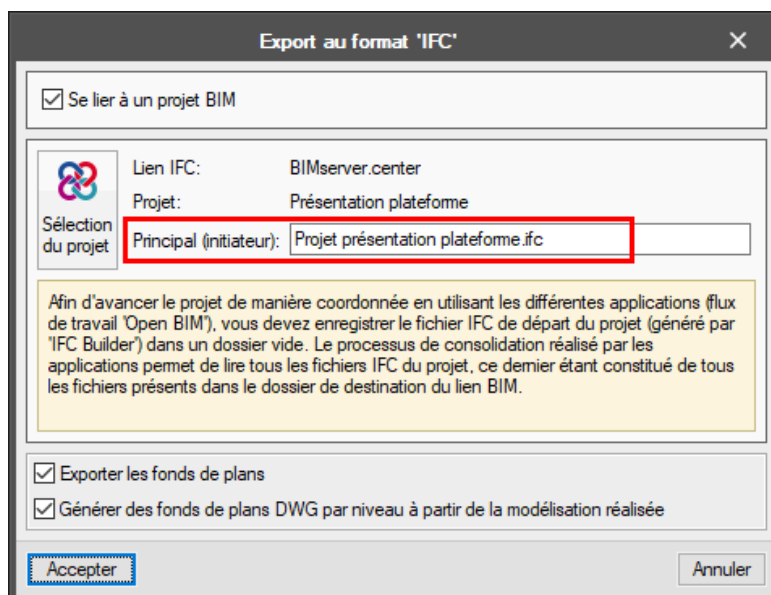 Export au format 'IFC'
Se lier à un projet BIM
Lien IFC: BIMserver.center
Projet: Présentation plateforme
Sélection
du projet
Principal (initiateur): Projet présentation plateforme.ifc
Afin d'avancer le projet de manière coordonnée en utilisant les différentes applications (flux
de travail 'Open BIM'), vous devez enregistrer le fichier IFC de départ du projet (généré par
'IFC Builder') dans un dossier vide. Le processus de consolidation réalisé par les
applications permet de lire tous les fichiers IFC du projet, ce dernier étant constitué de tous
les fichiers présents dans le dossier de destination du lien BIM.
Exporter les fonds de plans
Générer des fonds de plans DWG par niveau à partir de la modélisation réalisée
Accepter Annuler